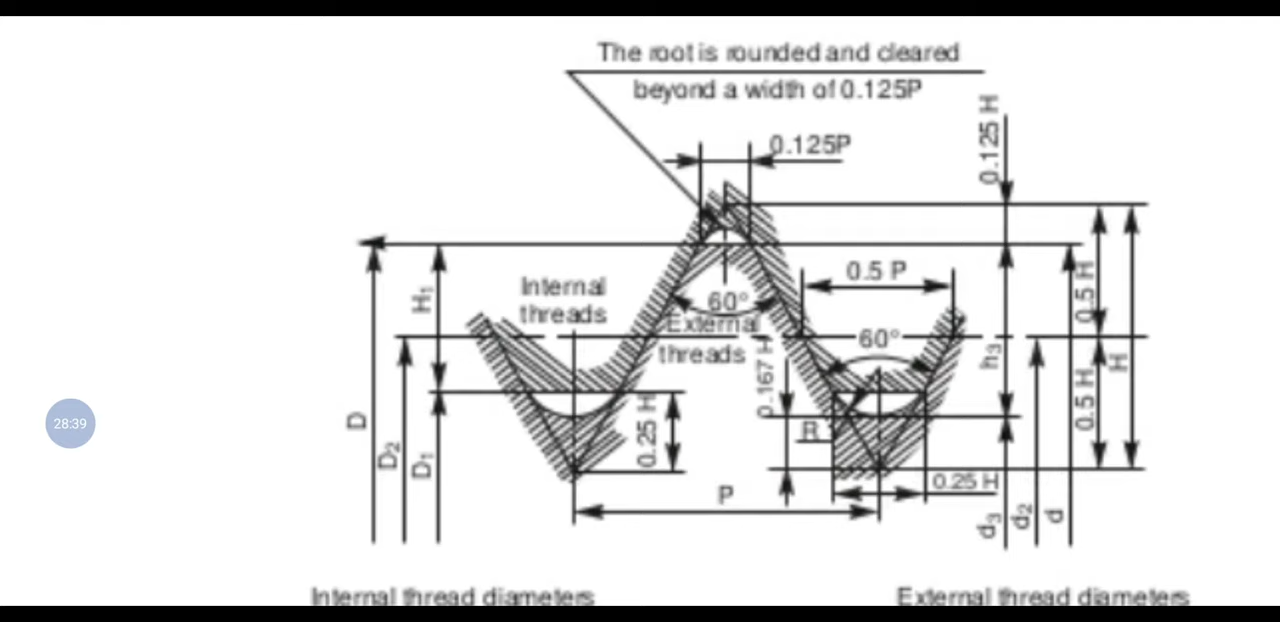 The root is rounded and cleared
beyond a width of 0.125P
0.125P
0.125 H
0.5 P
H₁
Internal
threads
60°
External
threads
60°
0.5 H
H
h₃
0.167 H
0.5 H
D
D₂
D₁
0.25 H
R
0.25 H
P
d₃
d₂
d
28:39
Internal thread diameters
External thread diameters